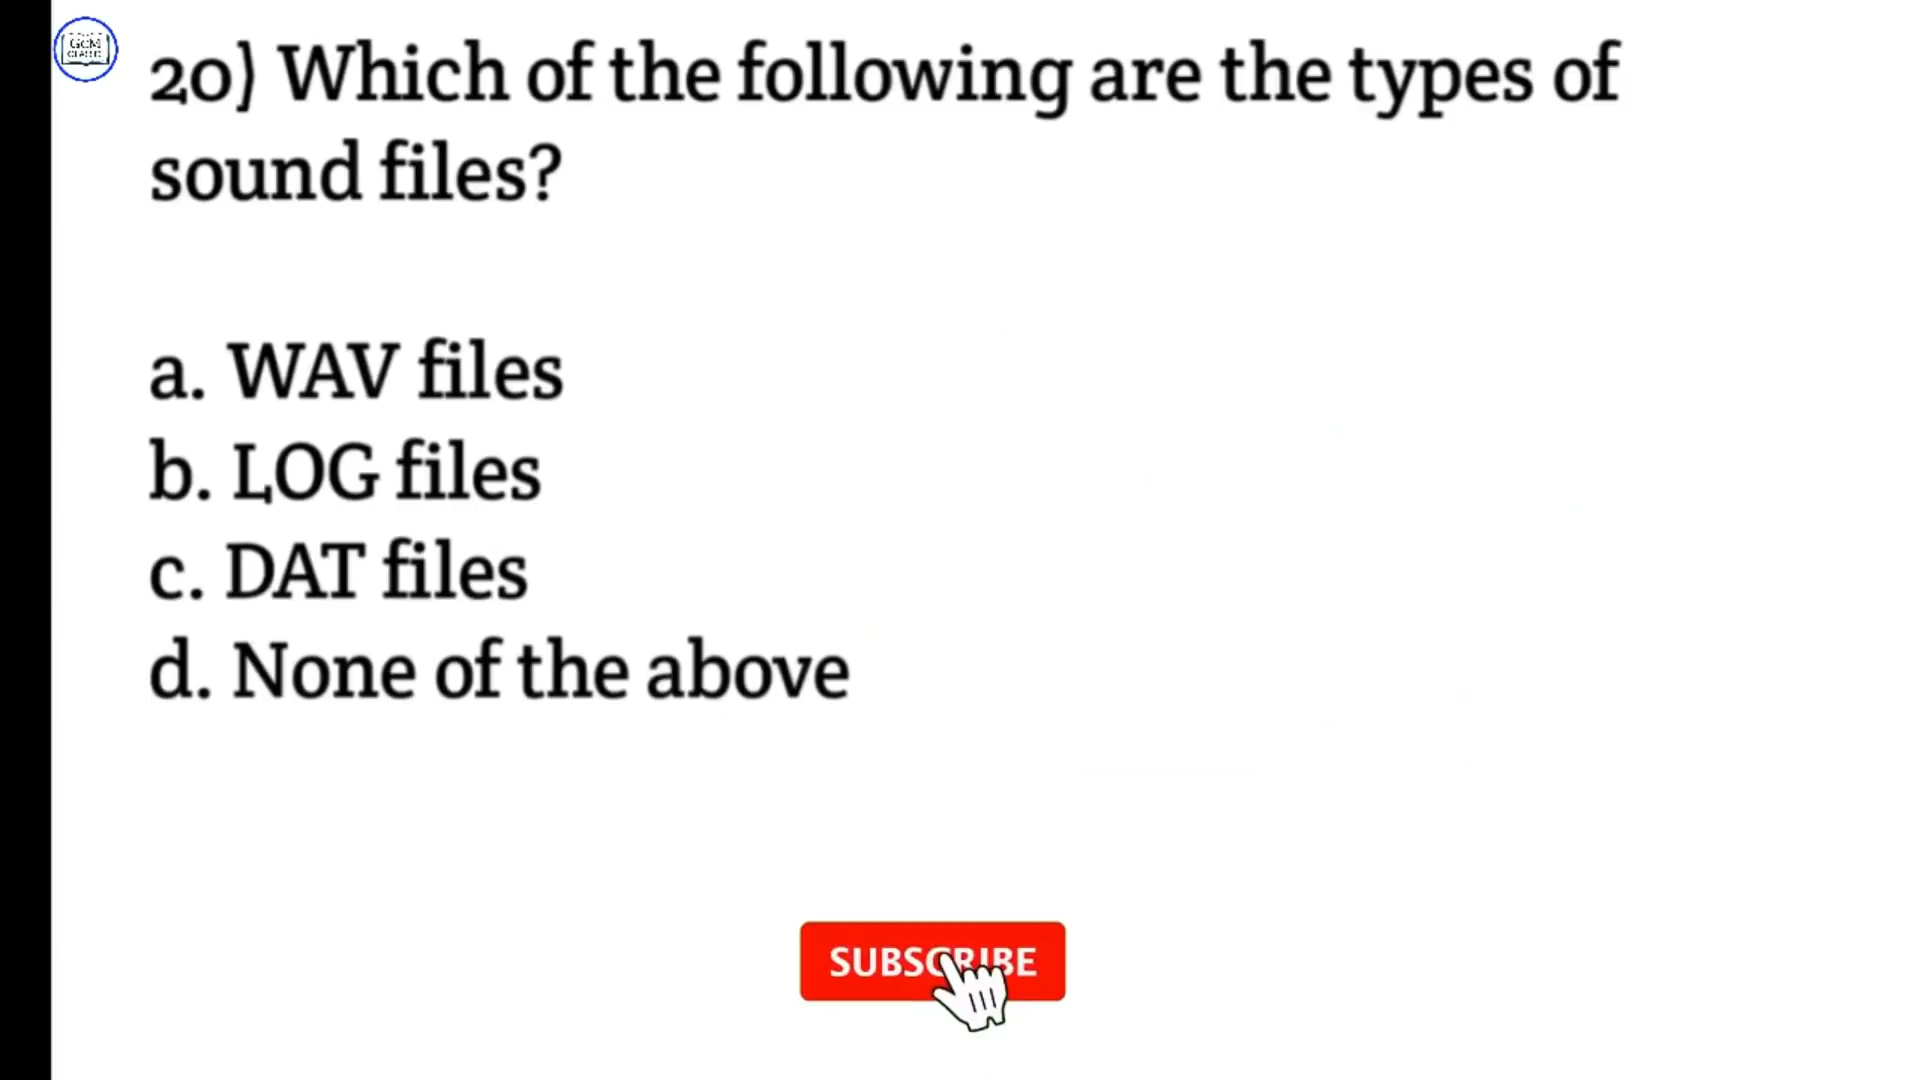 GCM
20) Which of the following are the types of
sound files?
a. WAV files
b. LOG files
c. DAT files
d. None of the above
SUBSCRIBE